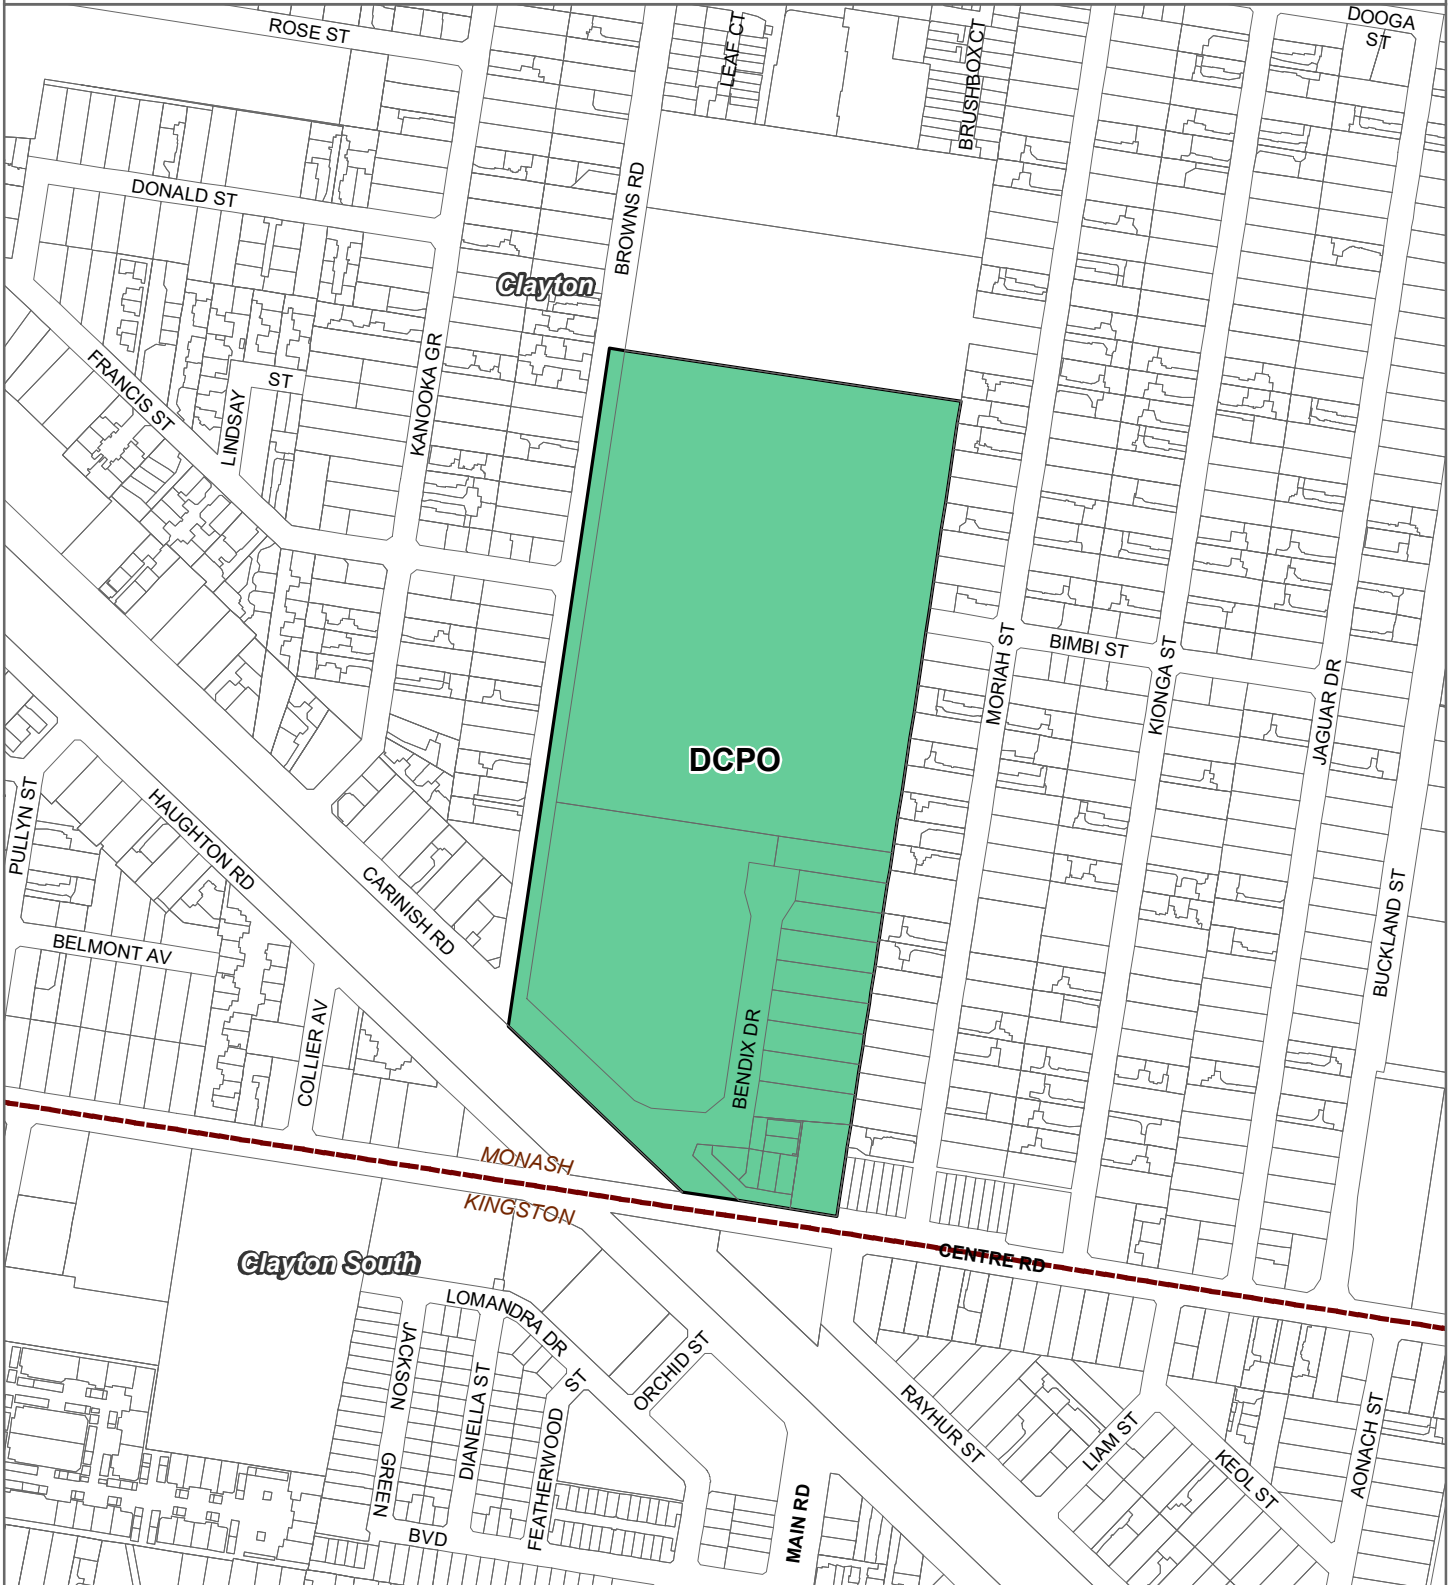 ROSE ST
LEAF CT
BRUSHBOX CT
DOOGA
ST
DONALD ST
BROWNS RD
Clayton
FRANCIS ST
LINDSAY
ST
KANOOKA GR
MORIAH ST
BIMBI ST
KIONGA ST
JAGUAR DR
DCPO
PULLYN ST
HAUGHTON RD
CARINISH RD
BUCKLAND ST
BELMONT AV
COLLIER AV
BENDIX DR
MONASH
KINGSTON
CENTRE RD
Clayton South
LOMANDRA DR
JACKSON
GREEN
DIANELLA ST
FEATHERWOOD
ST
ORCHID ST
RAYHUR ST
LIAM ST
KEOL ST
AONACH ST
MAIN RD
BVD